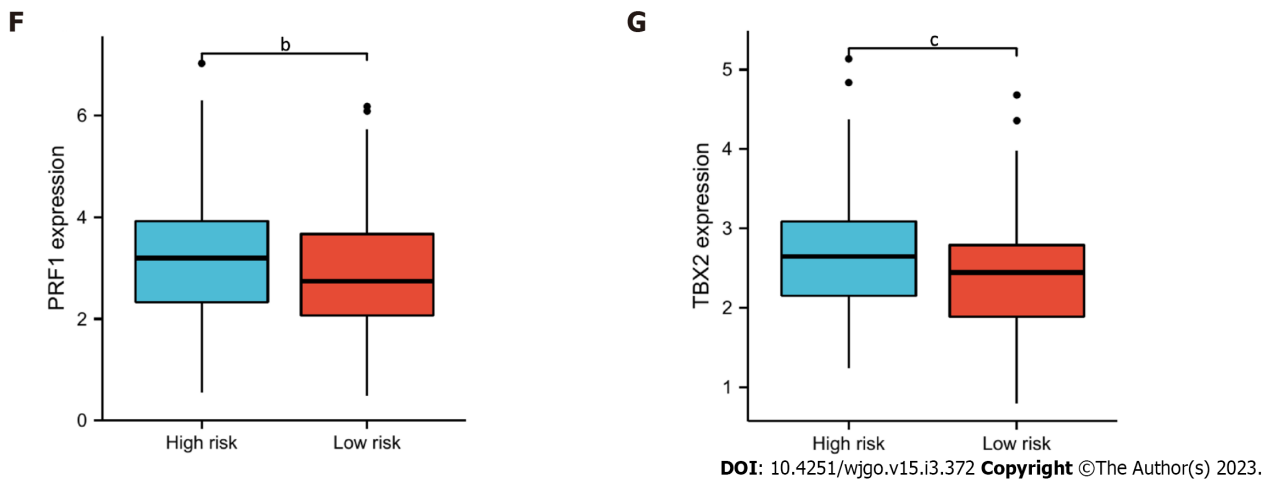 F
b
PRF1 expression
6
4
2
0
High risk Low risk
G
c
TBX2 expression
5
4
3
2
1
High risk Low risk
DOI: 10.4251/wjgo.v15.i3.372 Copyright ©The Author(s) 2023.